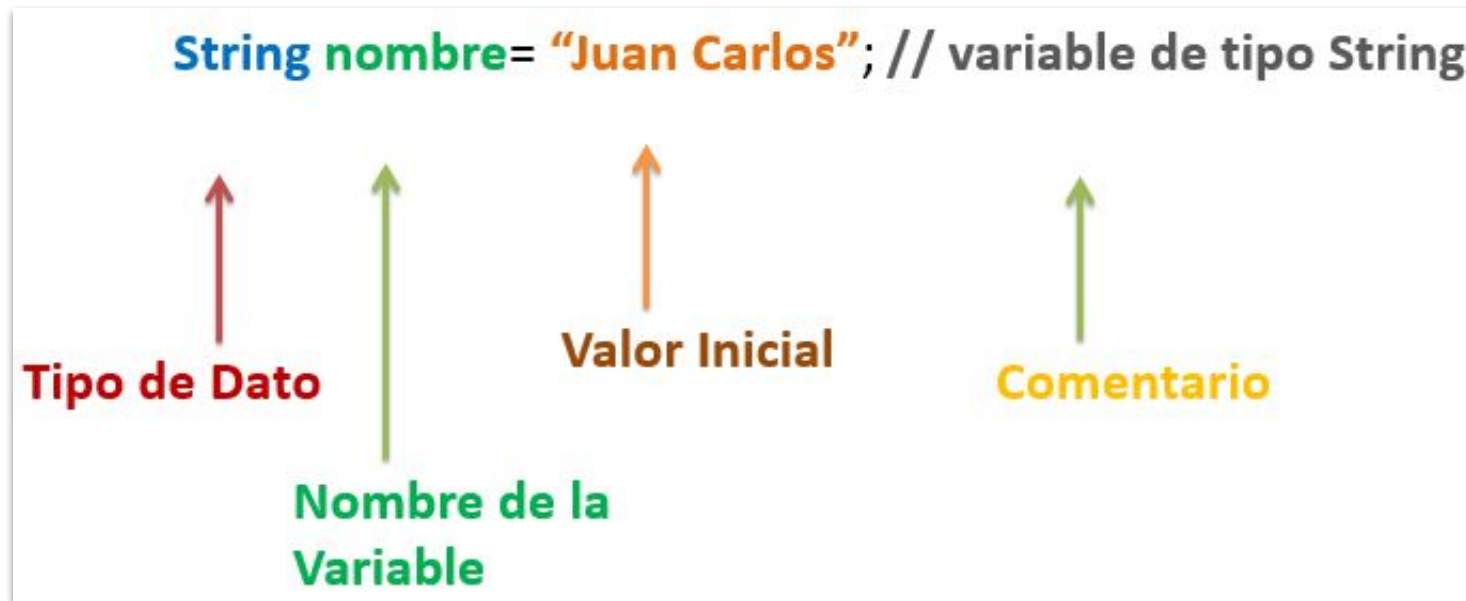 String nombre= “Juan Carlos”; // variable de tipo String
Valor Inicial
Tipo de Dato
Comentario
Nombre de la
Variable